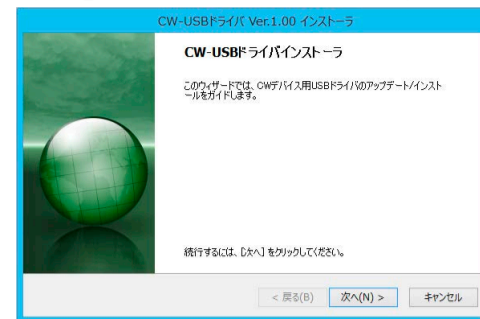 CW-USBドライバ Ver.1.00 インストーラ
CW-USBドライバインストーラ
このウィザードでは、CWデバイス用USBドライバのアップデート/インスト
ールをガイドします。
続行するには、[次へ] をクリックしてください。
< 戻る(B)
次へ(N) >
キャンセル